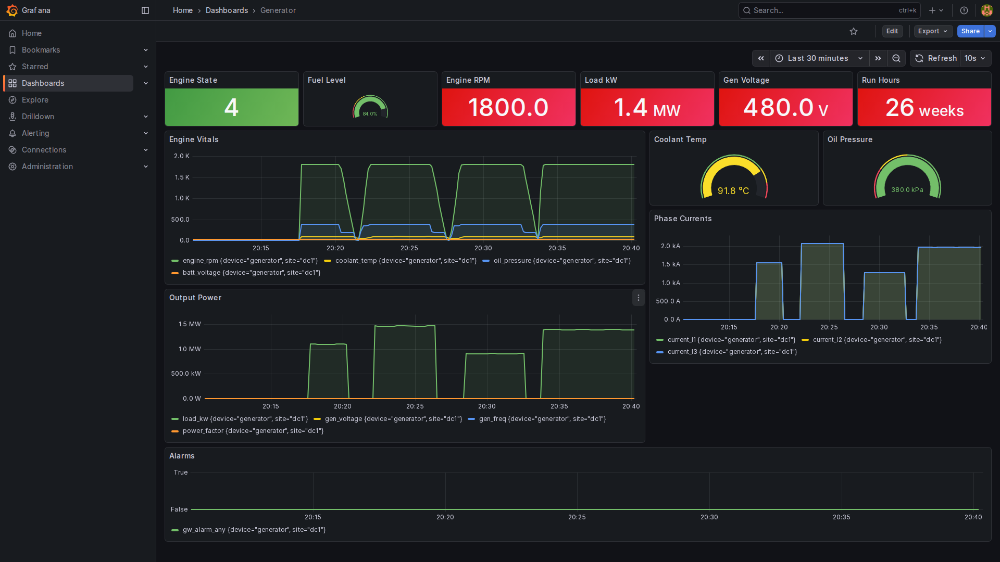 Grafana
Home
Bookmarks
Starred
Dashboards
Explore
Drilldown
Alerting
Connections
Administration
Home › Dashboards › Generator
Search... ctrl+k
Edit Export Share
Last 30 minutes Refresh 10s
Engine State
4
Fuel Level
84.0%
Engine RPM
1800.0
Load kW
1.4 MW
Gen Voltage
480.0 V
Run Hours
26 weeks
Engine Vitals
2.0 K
1.5 K
1.0 K
500.0
0.0
20:15 20:20 20:25 20:30 20:35 20:40
engine_rpm {device="generator", site="dc1"} coolant_temp {device="generator", site="dc1"} oil_pressure {device="generator", site="dc1"}
batt_voltage {device="generator", site="dc1"}
Coolant Temp
91.8 °C
Oil Pressure
380.0 kPa
Phase Currents
2.0 kA
1.5 kA
1.0 kA
500.0 A
0.0 A
20:15 20:20 20:25 20:30 20:35 20:40
current_l1 {device="generator", site="dc1"} current_l2 {device="generator", site="dc1"}
current_l3 {device="generator", site="dc1"}
Output Power
1.5 MW
1.0 MW
500.0 kW
0.0 W
20:15 20:20 20:25 20:30 20:35 20:40
load_kw {device="generator", site="dc1"} gen_voltage {device="generator", site="dc1"} gen_freq {device="generator", site="dc1"}
power_factor {device="generator", site="dc1"}
Alarms
True
False
20:15 20:20 20:25 20:30 20:35 20:40
gw_alarm_any {device="generator", site="dc1"}